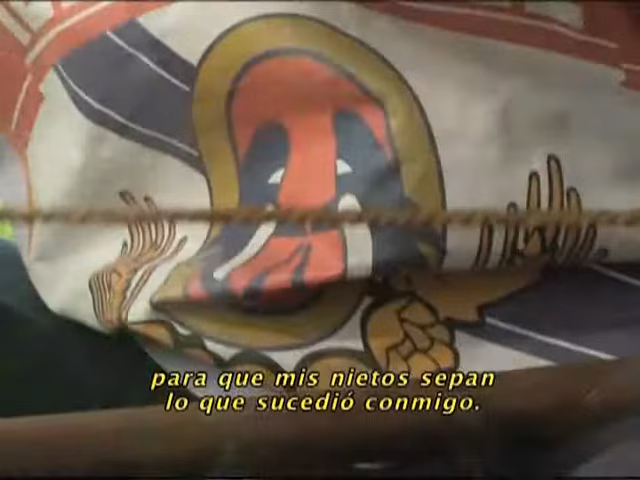 para que mis nietos sepan
lo que sucedió conmigo.